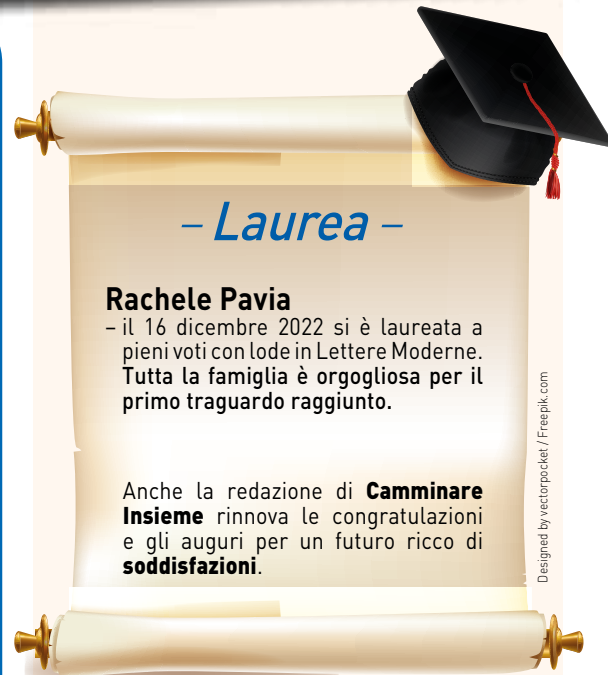 – Laurea –
Rachele Pavia
– il 16 dicembre 2022 si è laureata a
pieni voti con lode in Lettere Moderne.
Tutta la famiglia è orgogliosa per il
primo traguardo raggiunto.
Anche la redazione di Camminare
Insieme rinnova le congratulazioni
e gli auguri per un futuro ricco di
soddisfazioni.
Designed by vectorpocket / Freepik.com